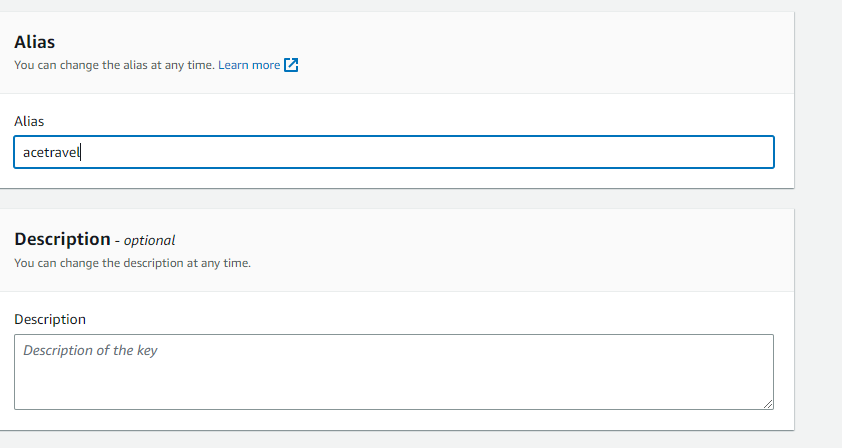 Alias
You can change the alias at any time. Learn more
Alias
acetravel
Description - optional
You can change the description at any time.
Description
Description of the key